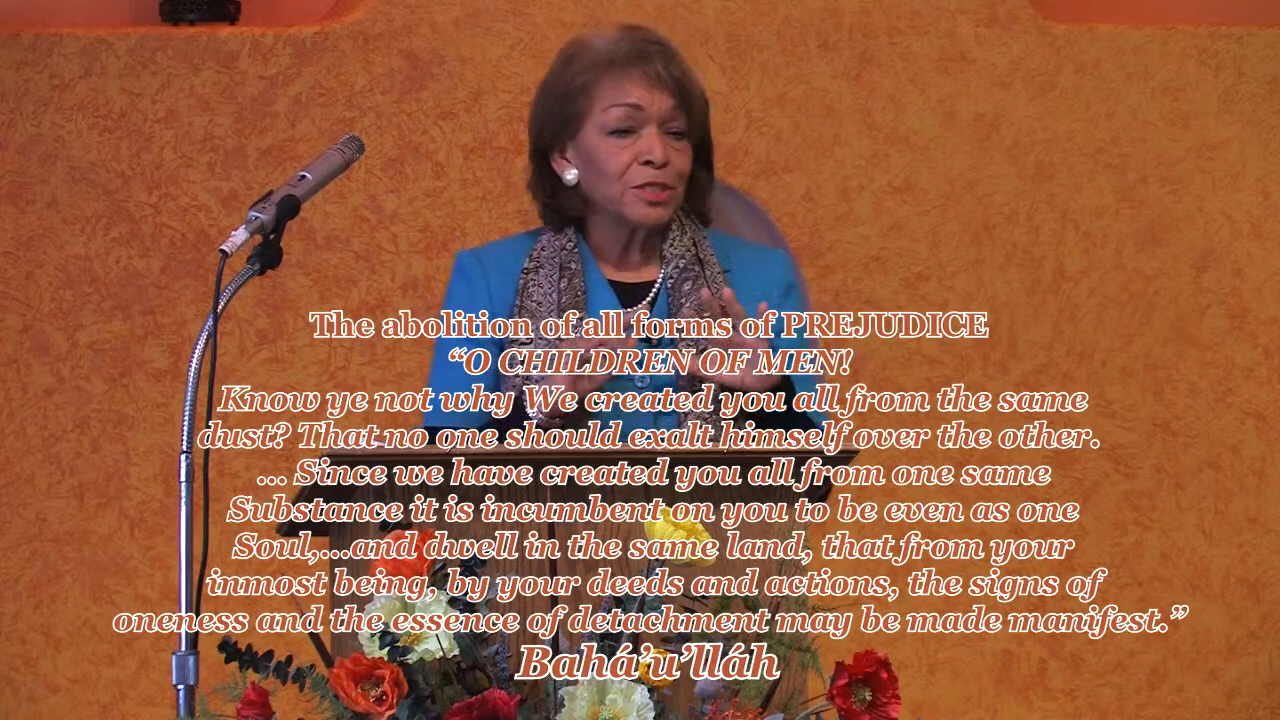 The abolition of all forms of PREJUDICE
“O CHILDREN OF MEN!
Know ye not why We created you all from the same
dust? That no one should exalt himself over the other.
... Since we have created you all from one same
Substance it is incumbent on you to be even as one
Soul,...and dwell in the same land, that from your
inmost being, by your deeds and actions, the signs of
oneness and the essence of detachment may be made manifest.”
Bahá’u’lláh